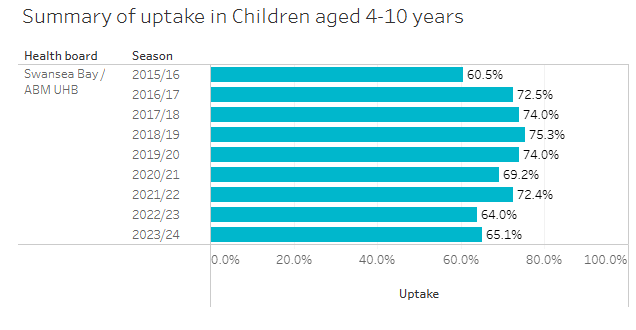 Summary of uptake in Children aged 4-10 years
Health board Season
Swansea Bay / 2015/16 60.5%
ABM UHB 2016/17 72.5%
2017/18 74.0%
2018/19 75.3%
2019/20 74.0%
2020/21 69.2%
2021/22 72.4%
2022/23 64.0%
2023/24 65.1%
0.0% 20.0% 40.0% 60.0% 80.0% 100.0%
Uptake